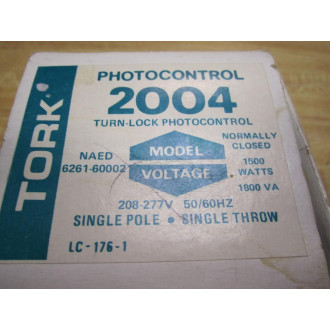 TORK
PHOTOCONTROL
2004
TURN-LOCK PHOTOCONTROL
NAED
6261-60002
MODEL
VOLTAGE
NORMALLY
CLOSED
1500
WATTS
1800 VA
208-277V 50/60HZ
SINGLE POLE • SINGLE THROW
LC-176-1